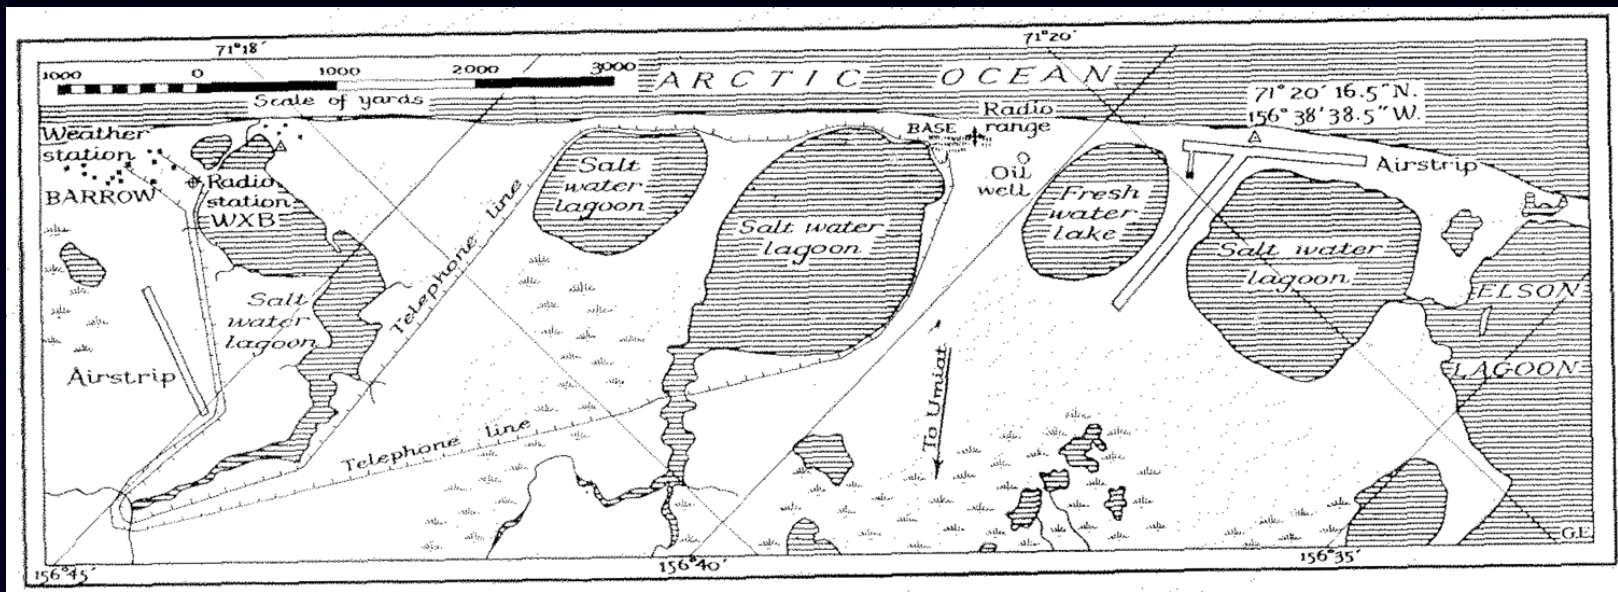 71°18′
71°20′
1000 0 1000 2000 3000
Scale of yards
ARCTIC OCEAN
71° 20′ 16.5″ N.
156° 38′ 38.5″ W.
Radio
range
BASE
Weather
station
BARROW
Radio
station
WXB
Salt
water
lagoon
Salt water
lagoon
Oil
well
Fresh
water
lake
Airstrip
Salt water
lagoon
ELSON
LAGOON
Telephone line
Salt
water
lagoon
Airstrip
Telephone line
To Umiat
G.E.
156°45′
156°40′
156°35′